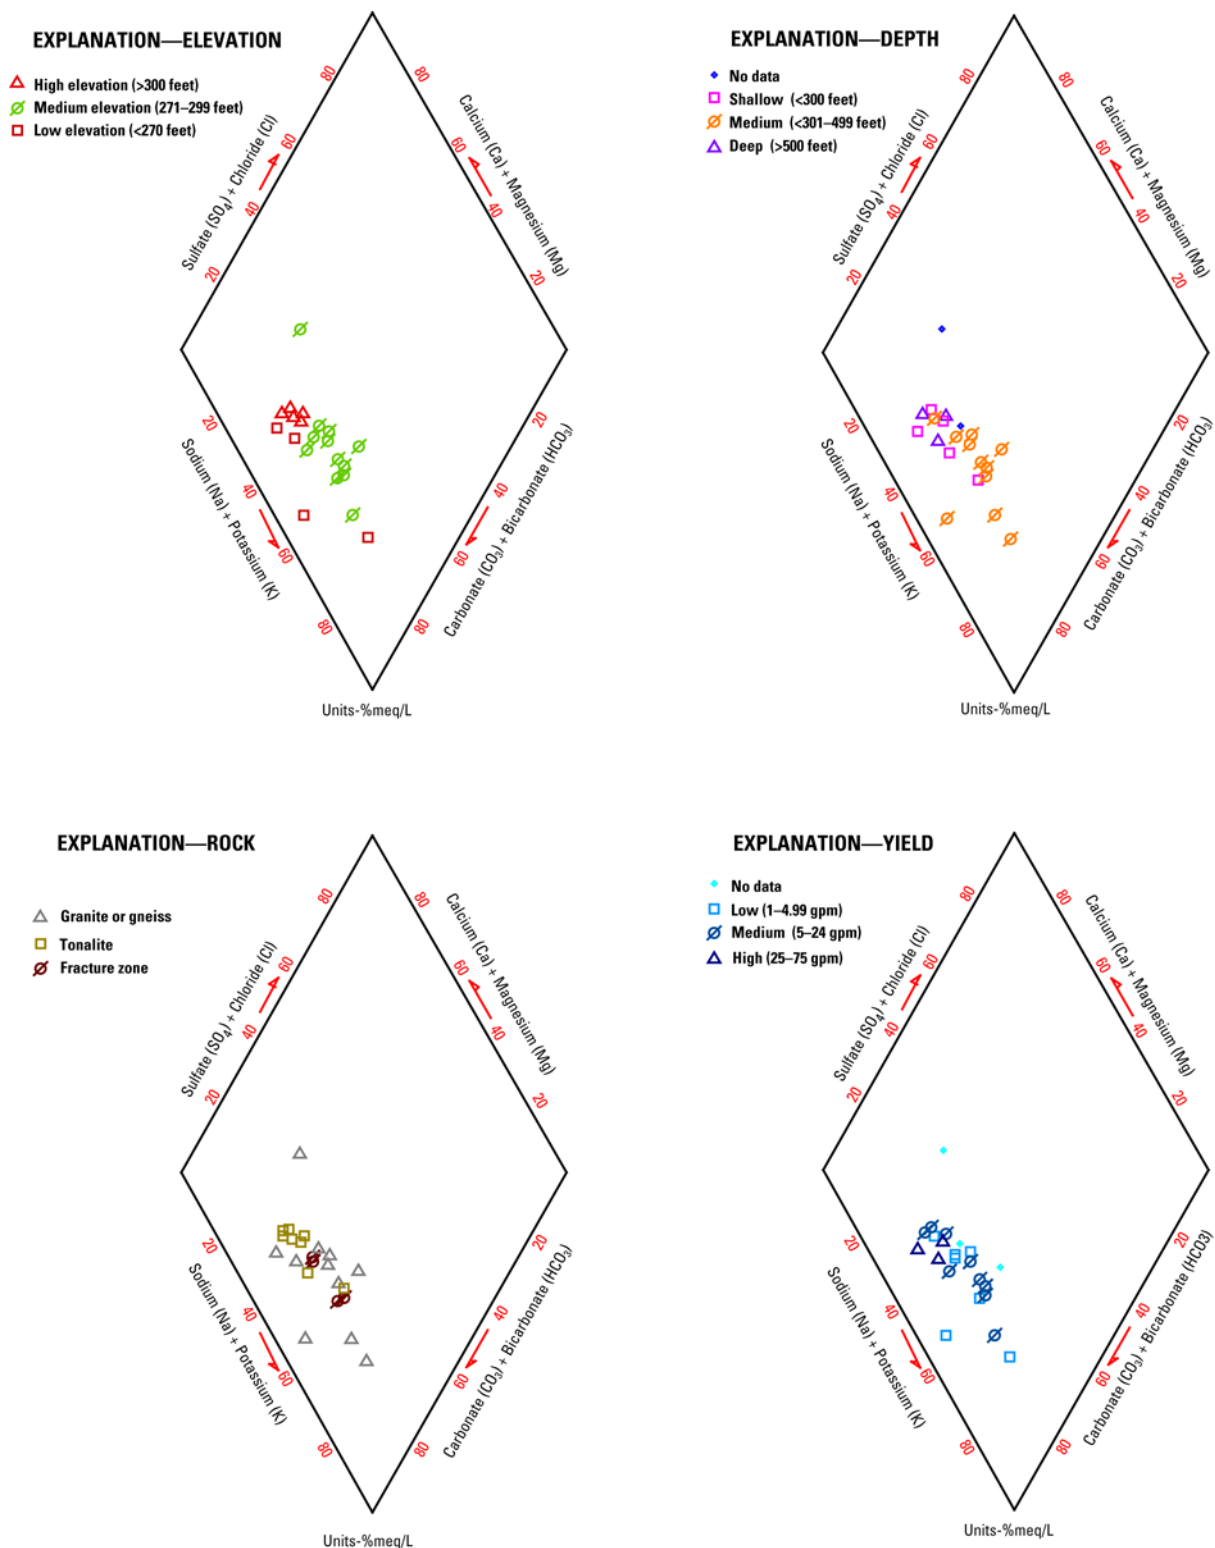 EXPLANATION—ELEVATION
High elevation (>300 feet)
Medium elevation (271–299 feet)
Low elevation (<270 feet)
80
60
40
20
Sulfate (SO4) + Chloride (Cl)
80
60
40
20
Calcium (Ca) + Magnesium (Mg)
20
40
60
80
Sodium (Na) + Potassium (K)
20
40
60
80
Carbonate (CO3) + Bicarbonate (HCO3)
Units-%meq/L
EXPLANATION—DEPTH
No data
Shallow (<300 feet)
Medium (<301–499 feet)
Deep (>500 feet)
80
60
40
20
Sulfate (SO4) + Chloride (Cl)
80
60
40
20
Calcium (Ca) + Magnesium (Mg)
20
40
60
80
Sodium (Na) + Potassium (K)
20
40
60
80
Carbonate (CO3) + Bicarbonate (HCO3)
Units-%meq/L
EXPLANATION—ROCK
Granite or gneiss
Tonalite
Fracture zone
80
60
40
20
Sulfate (SO4) + Chloride (Cl)
80
60
40
20
Calcium (Ca) + Magnesium (Mg)
20
40
60
80
Sodium (Na) + Potassium (K)
20
40
60
80
Carbonate (CO3) + Bicarbonate (HCO3)
Units-%meq/L
EXPLANATION—YIELD
No data
Low (1–4.99 gpm)
Medium (5–24 gpm)
High (25–75 gpm)
80
60
40
20
Sulfate (SO4) + Chloride (Cl)
80
60
40
20
Calcium (Ca) + Magnesium (Mg)
20
40
60
80
Sodium (Na) + Potassium (K)
20
40
60
80
Carbonate (CO3) + Bicarbonate (HCO3)
Units-%meq/L